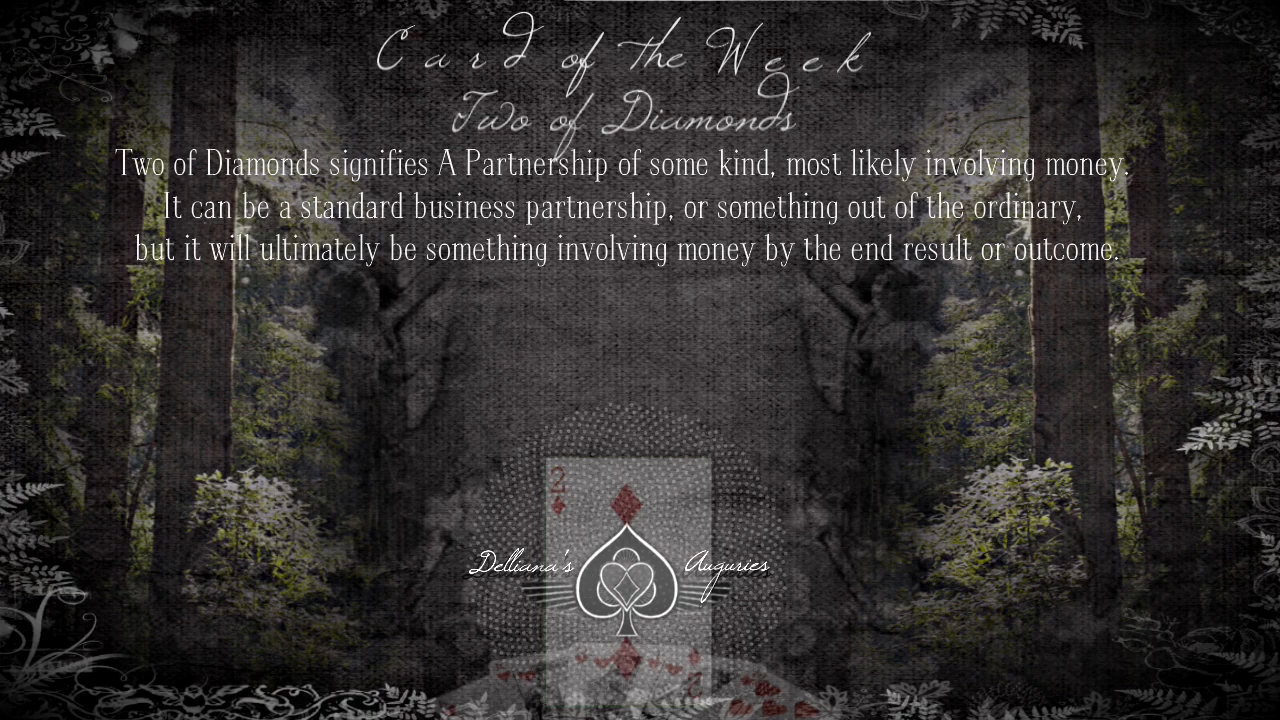 Card of the Week
Two of Diamonds
Two of Diamonds signifies A Partnership of some kind, most likely involving money.
It can be a standard business partnership, or something out of the ordinary,
but it will ultimately be something involving money by the end result or outcome.
2
Delliana's Auguries
2